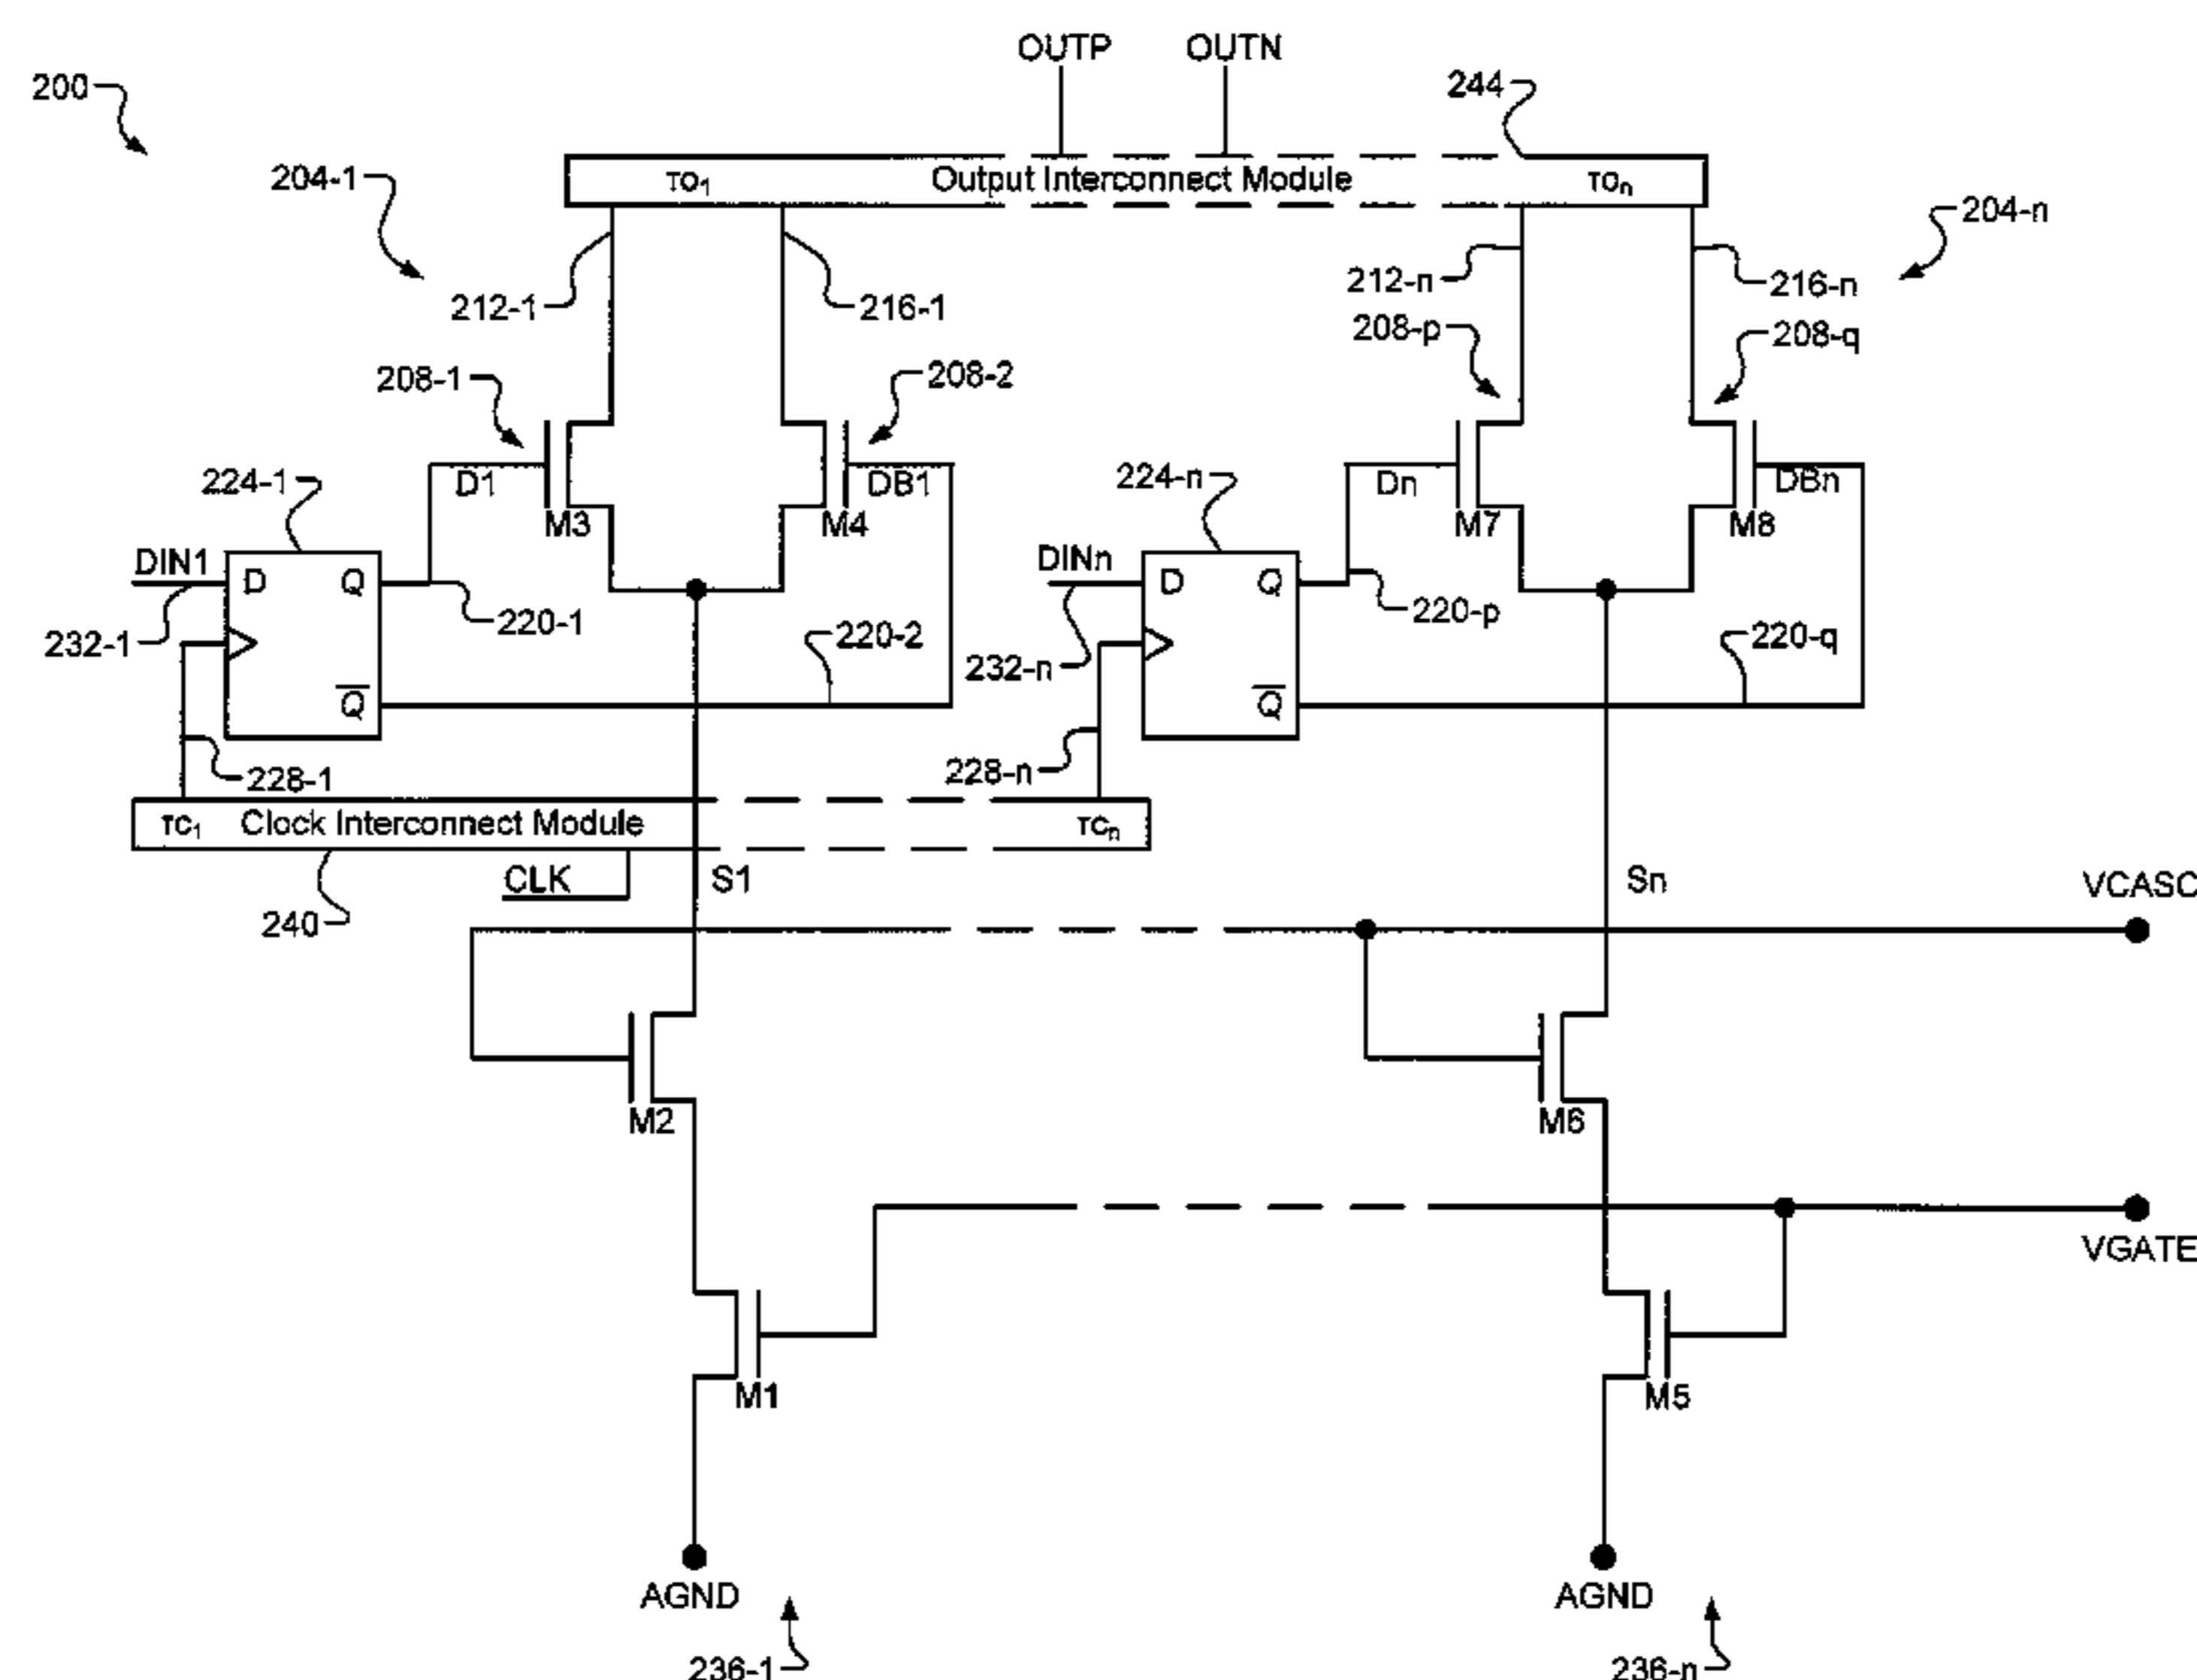 OUTP OUTN
200 244
204-1 TO1 Output Interconnect Module TOn 204-n
212-1 216-1 212-n 216-n
208-1 208-2 208-p 208-q
224-1 D1 DB1 224-n Dn DBn
M3 M4 M7 M8
DIN1 D Q DINn D Q
232-1 220-1 220-2 232-n 220-p 220-q
Q Q
228-1 228-n
TC1 Clock Interconnect Module TCn
CLK S1 Sn VCASC
240
M2 M6
VGATE
M1 M5
AGND AGND
236-1 236-n